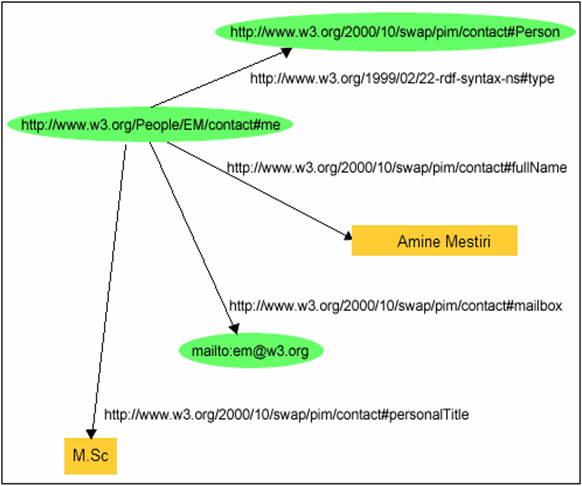 http://www.w3.org/2000/10/swap/pim/contact#Person
http://www.w3.org/1999/02/22-rdf-syntax-ns#type
http://www.w3.org/People/EM/contact#me
http://www.w3.org/2000/10/swap/pim/contact#fullName
Amine Mestiri
http://www.w3.org/2000/10/swap/pim/contact#mailbox
mailto:em@w3.org
http://www.w3.org/2000/10/swap/pim/contact#personalTitle
M.Sc